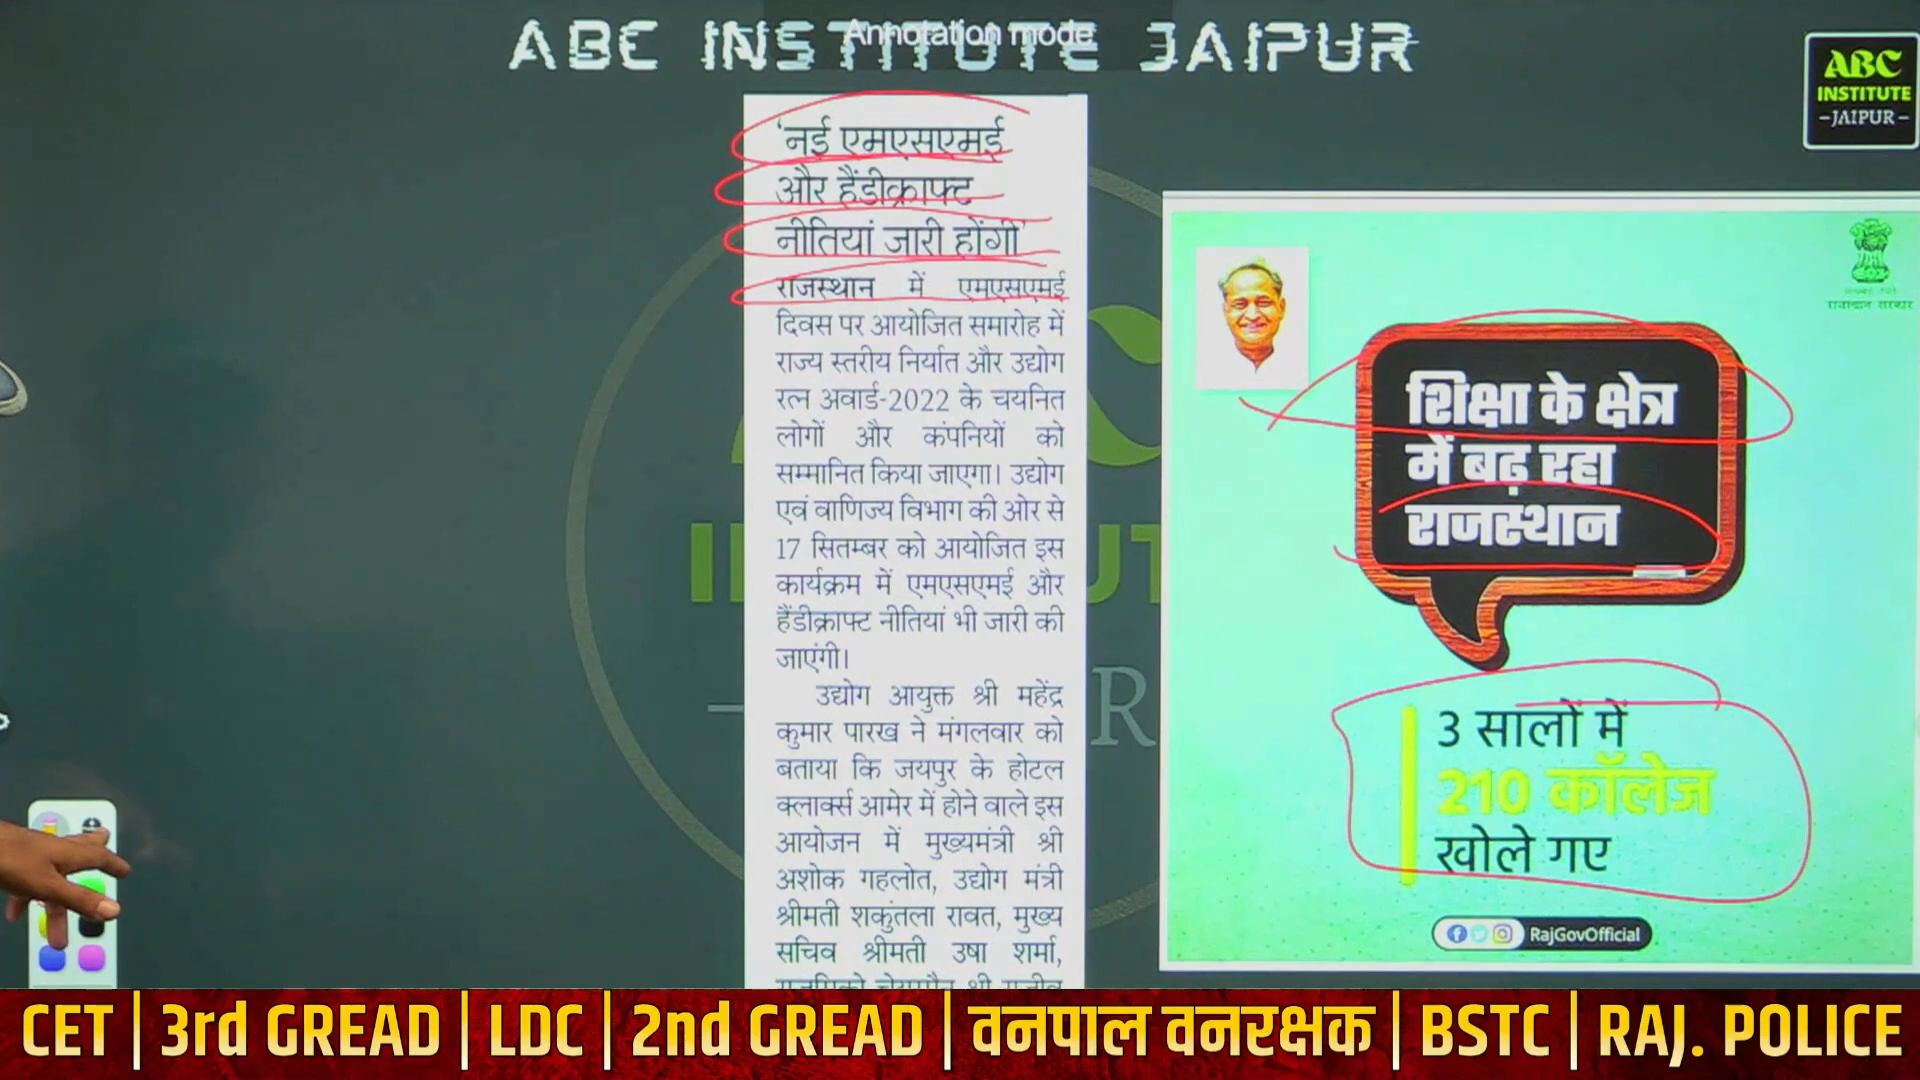 ABC INSTITUTE JAIPUR
Annotation mode
ABC
INSTITUTE
-JAIPUR-
'नई एमएसएमई
और हैंडीक्राफ्ट
नीतियां जारी होंगी'
राजस्थान में एमएसएमई
दिवस पर आयोजित समारोह में
राज्य स्तरीय निर्यात और उद्योग
रत्न अवार्ड-2022 के चयनित
लोगों और कंपनियों को
सम्मानित किया जाएगा। उद्योग
एवं वाणिज्य विभाग की ओर से
17 सितम्बर को आयोजित इस
कार्यक्रम में एमएसएमई और
हैंडीक्राफ्ट नीतियां भी जारी की
जाएंगी।
उद्योग आयुक्त श्री महेंद्र
कुमार पारख ने मंगलवार को
बताया कि जयपुर के होटल
क्लार्क्स आमेर में होने वाले इस
आयोजन में मुख्यमंत्री श्री
अशोक गहलोत, उद्योग मंत्री
श्रीमती शकुंतला रावत, मुख्य
सचिव श्रीमती उषा शर्मा,
राजस्थान सरकार
शिक्षा के क्षेत्र
में बढ़ रहा
राजस्थान
3 सालों में
210 कॉलेज
खोले गए
RajGovOfficial
CET | 3rd GREAD | LDC | 2nd GREAD | वनपाल वनरक्षक | BSTC | RAJ. POLICE